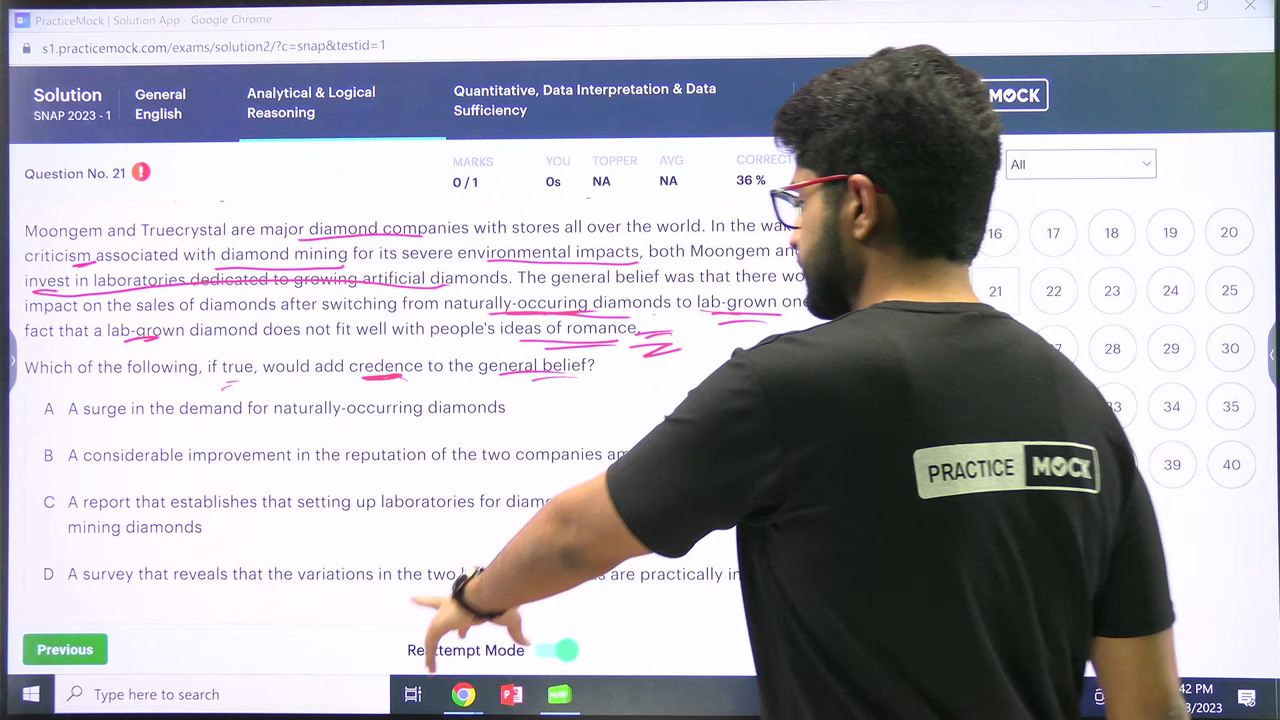 PracticeMock | Solution App - Google Chrome
s1.practicemock.com/exams/solution2/?c=snap&testid=1
Solution
SNAP 2023 - 1
General English
Analytical & Logical Reasoning
Quantitative, Data Interpretation & Data Sufficiency
MOCK
Question No. 21
MARKS YOU TOPPER AVG
0 / 1 0s NA NA 36 %
All
Moongem and Truecrystal are major diamond companies with stores all over the world. In the
criticism associated with diamond mining for its severe environmental impacts, both Moongem
invest in laboratories dedicated to growing artificial diamonds. The general belief was that there
impact on the sales of diamonds after switching from naturally-occuring diamonds to lab-grown
fact that a lab-grown diamond does not fit well with people's ideas of romance.
Which of the following, if true, would add credence to the general belief?
A A surge in the demand for naturally-occurring diamonds
B A considerable improvement in the reputation of the two companies
C A report that establishes that setting up laboratories for
mining diamonds
D A survey that reveals that the variations in the two are practically
16 17 18 19 20
21 22 23 24 25
28 29 30
34 35
39 40
Previous
Mode
Type here to search
42 PM
/2023
PRACTICE MOCK